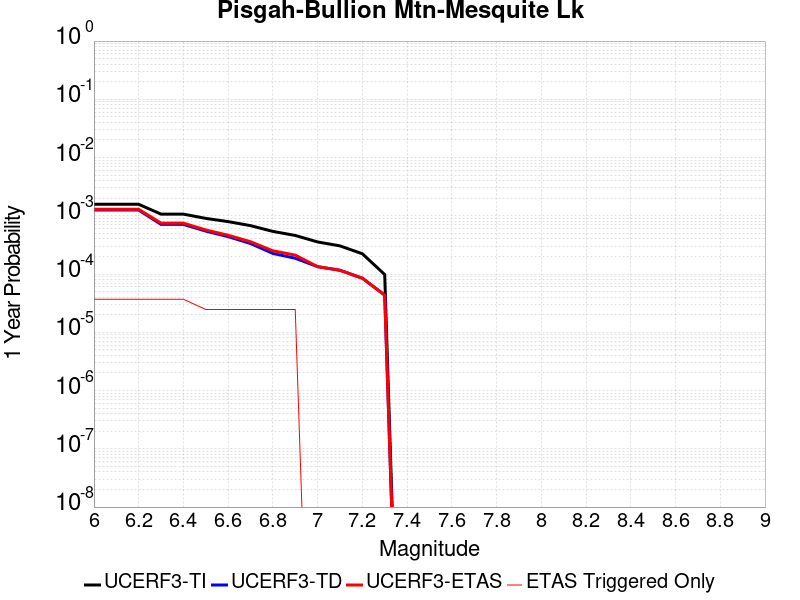 Pisgah-Bullion Mtn-Mesquite Lk
10^0
10^-1
10^-2
10^-3
10^-4
10^-5
10^-6
10^-7
10^-8
1 Year Probability
6 6.2 6.4 6.6 6.8 7 7.2 7.4 7.6 7.8 8 8.2 8.4 8.6 8.8 9
Magnitude
UCERF3-TI UCERF3-TD UCERF3-ETAS ETAS Triggered Only